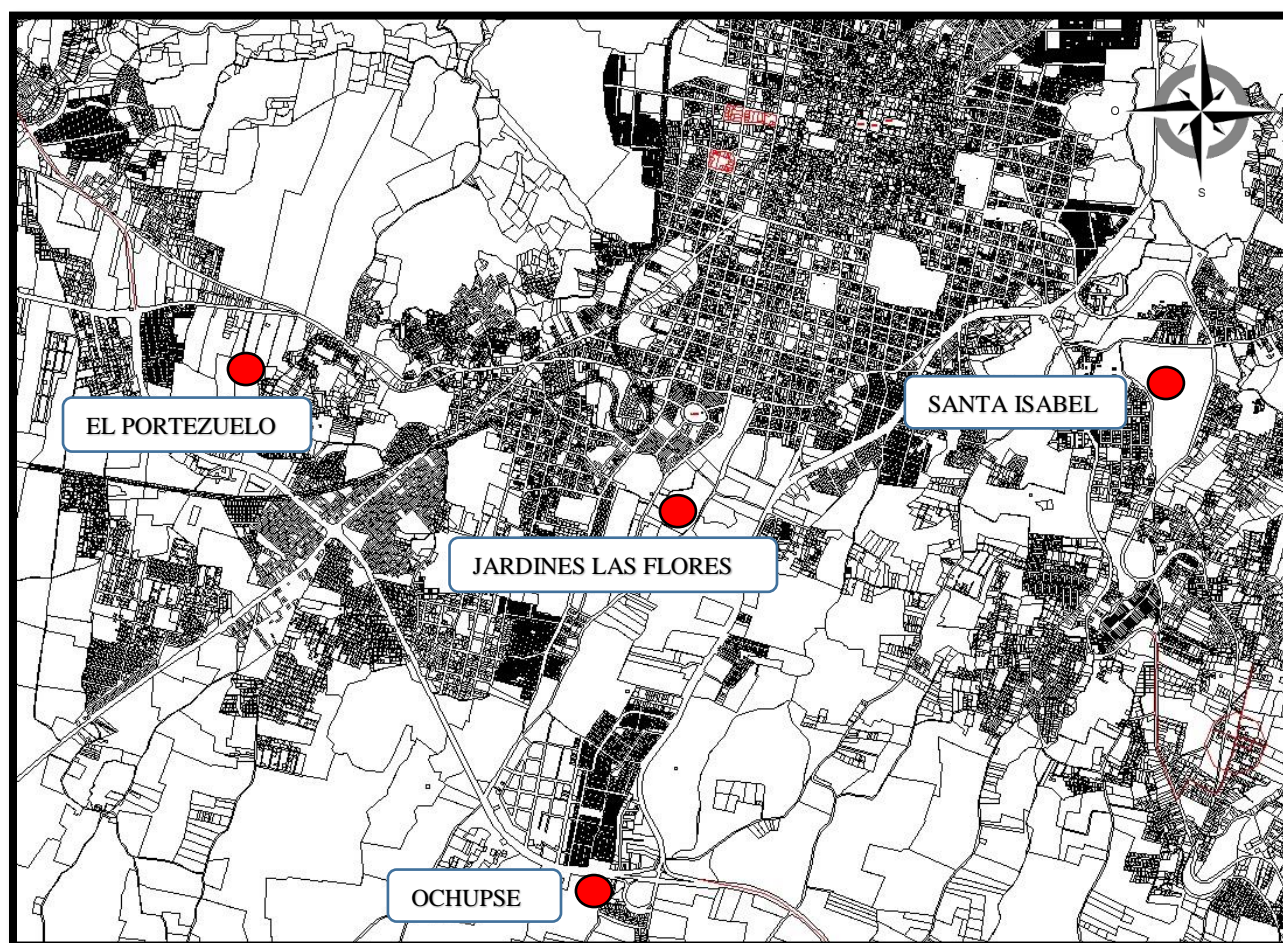 N
S
EL PORTEZUELO
SANTA ISABEL
JARDINES LAS FLORES
OCHUPSE